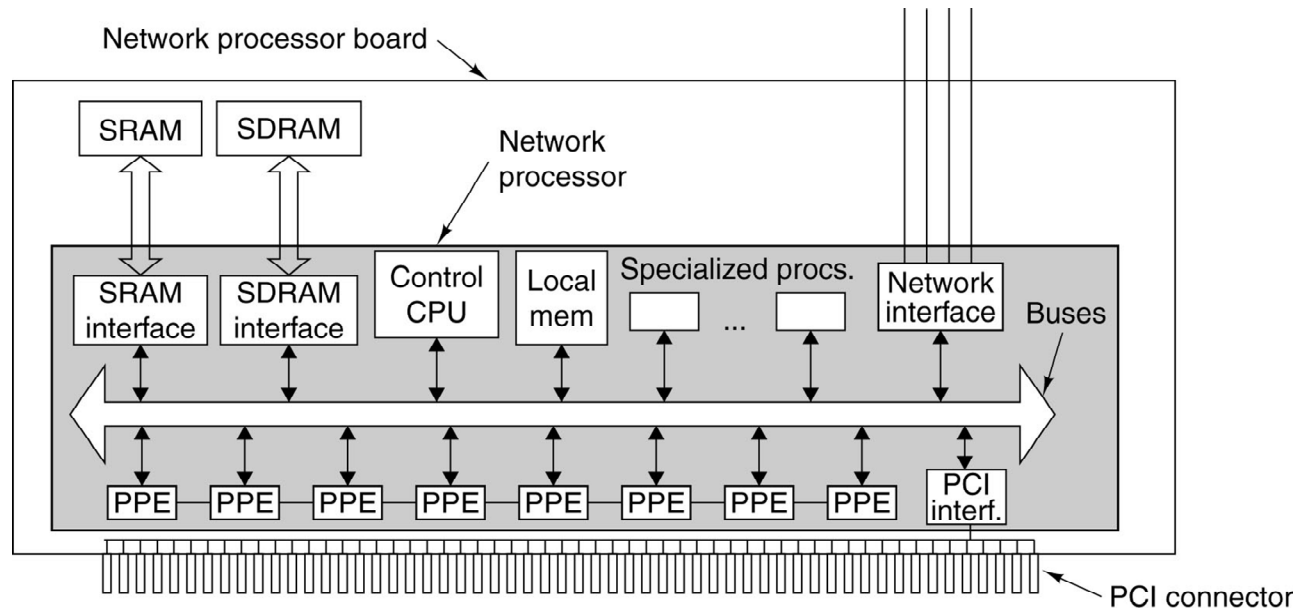 Network processor board
SRAM
SDRAM
Network
processor
SRAM
interface
SDRAM
interface
Control
CPU
Local
mem
Specialized procs.
...
Network
interface
Buses
PPE
PPE
PPE
PPE
PPE
PPE
PPE
PPE
PCI
interf.
PCI connector